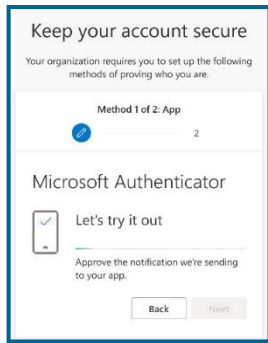 Keep your account secure
Your organization requires you to set up the following
methods of proving who you are.
Method 1 of 2: App
2
Microsoft Authenticator
Let's try it out
Approve the notification we're sending
to your app.
Back Next